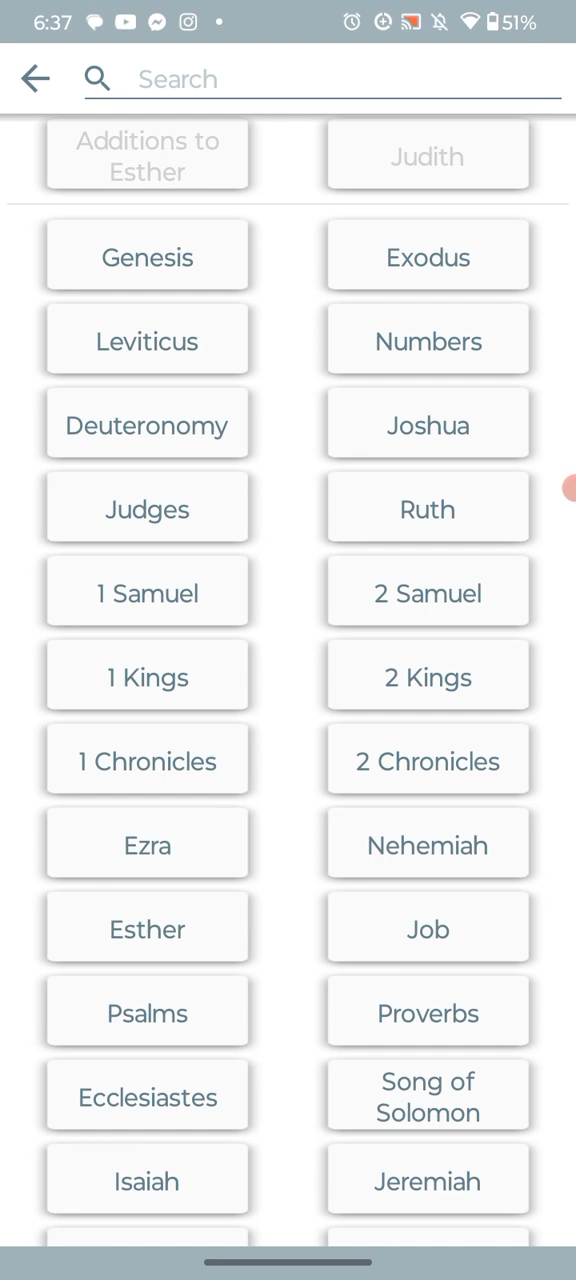 6:37
51%
Search
Additions to
Esther
Judith
Genesis
Exodus
Leviticus
Numbers
Deuteronomy
Joshua
Judges
Ruth
1 Samuel
2 Samuel
1 Kings
2 Kings
1 Chronicles
2 Chronicles
Ezra
Nehemiah
Esther
Job
Psalms
Proverbs
Ecclesiastes
Song of
Solomon
Isaiah
Jeremiah